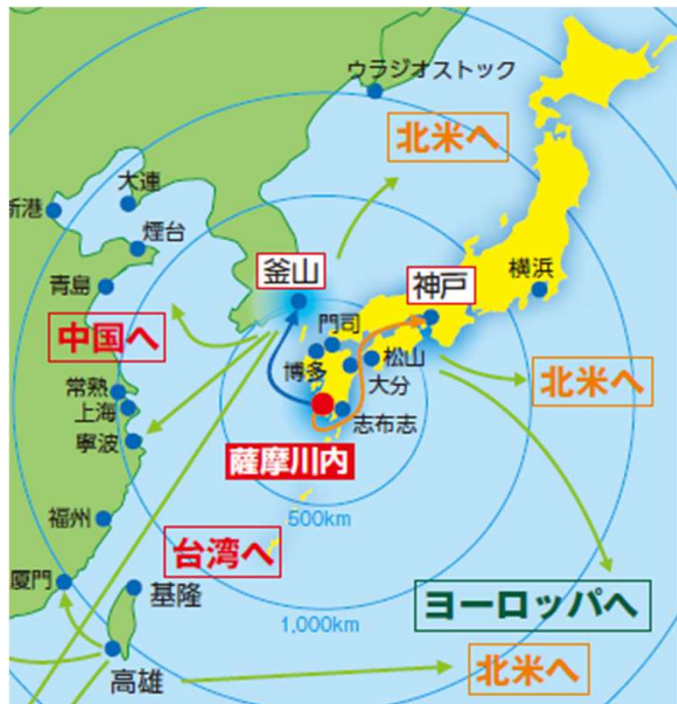 ウラジオストック
北米へ
大連
新港
煙台
釜山
神戸
横浜
青島
門司
中国へ
博多
松山
大分
北米へ
常熟
上海
志布志
寧波
薩摩川内
福州
500km
台湾へ
厦門
基隆
ヨーロッパへ
1,000km
高雄
北米へ